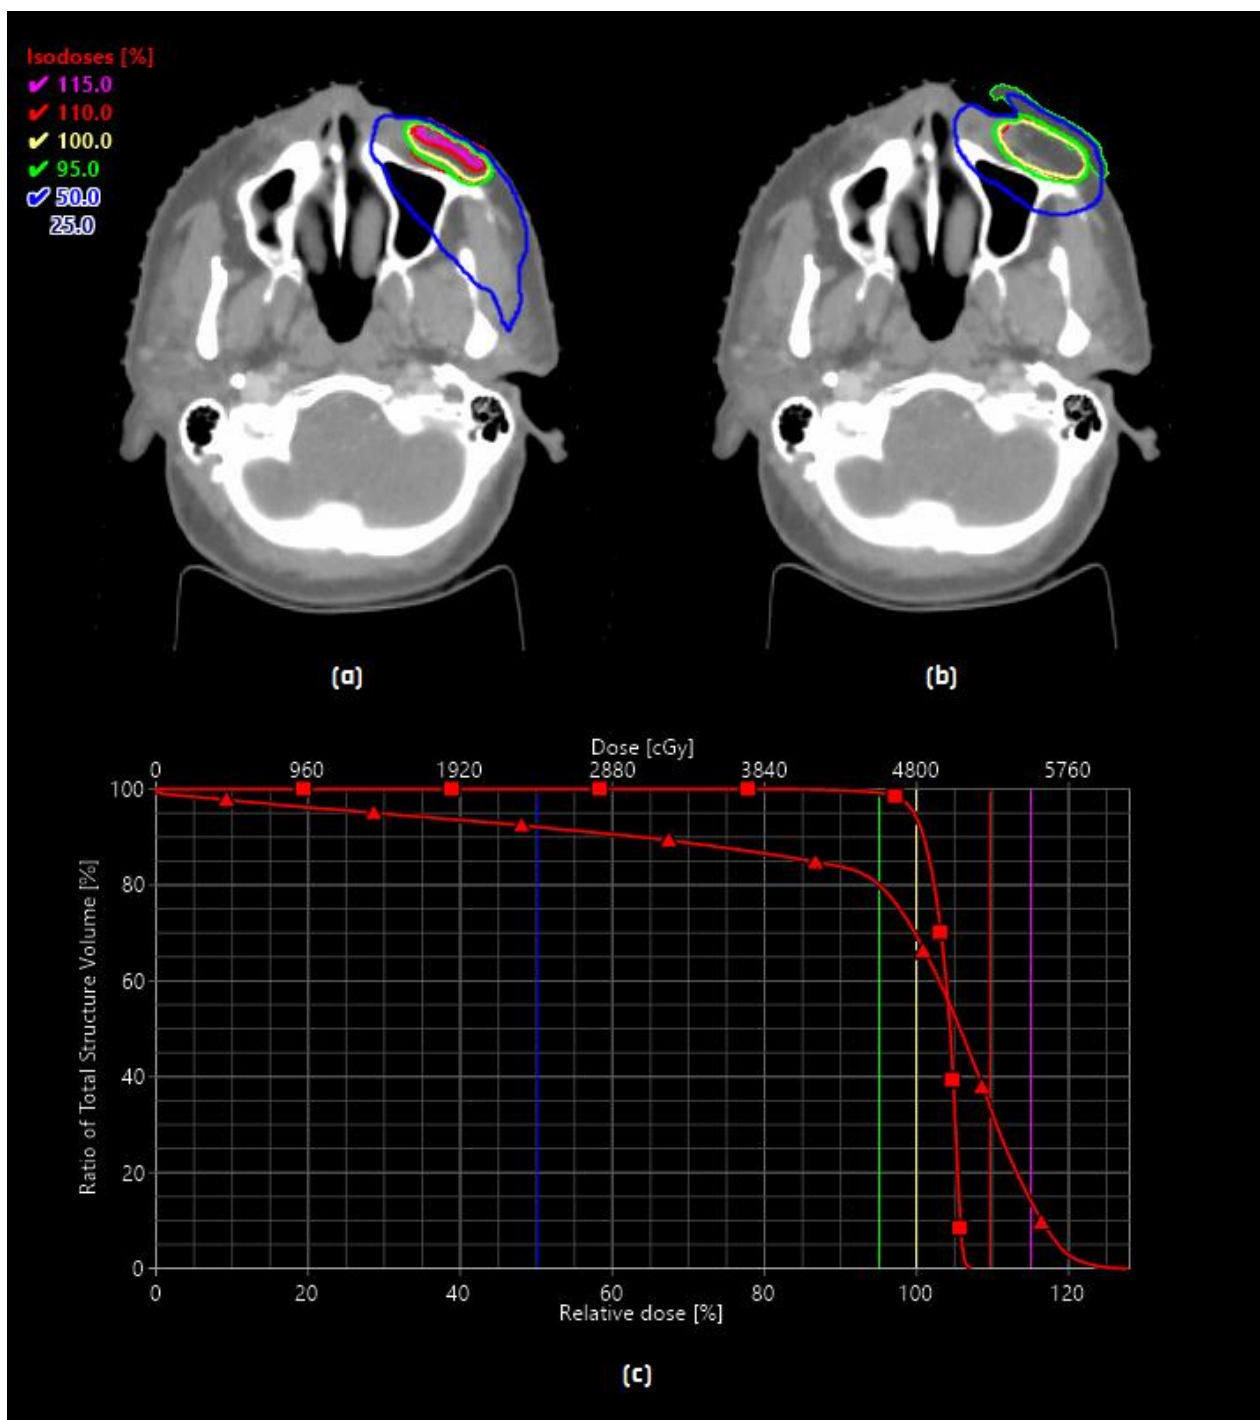 Isodoses [%]
✔ 115.0
✔ 110.0
✔ 100.0
✔ 95.0
✔ 50.0
25.0
(a) (b)
Dose [cGy]
0 960 1920 2880 3840 4800 5760
100
80
60
40
20
0
Ratio of Total Structure Volume [%]
0 20 40 60 80 100 120
Relative dose [%]
(c)